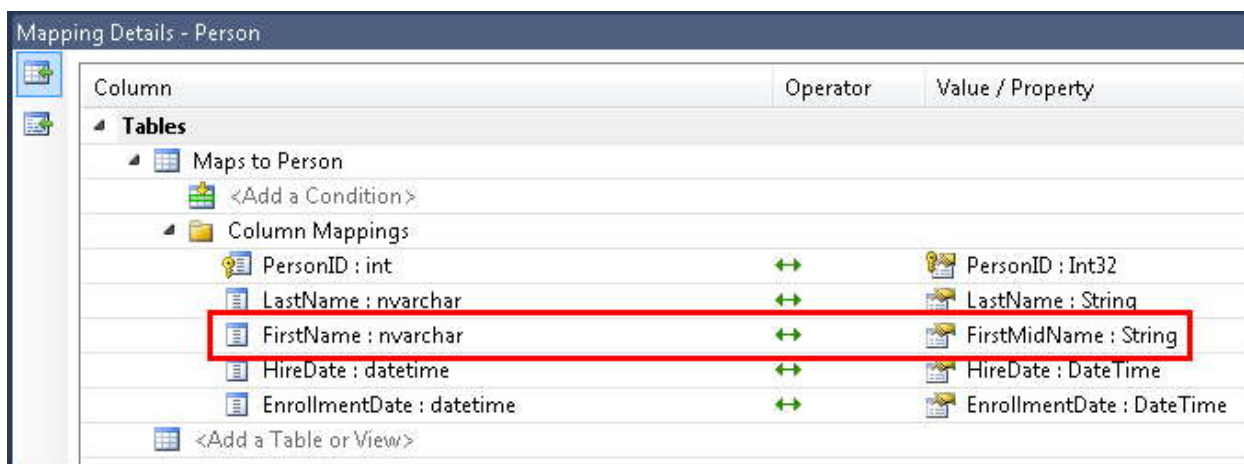 Mapping Details - Person
Column Operator Value / Property
Tables
Maps to Person
<Add a Condition>
Column Mappings
PersonID : int PersonID : Int32
LastName : nvarchar LastName : String
FirstName : nvarchar FirstMidName : String
HireDate : datetime HireDate : DateTime
EnrollmentDate : datetime EnrollmentDate : DateTime
<Add a Table or View>